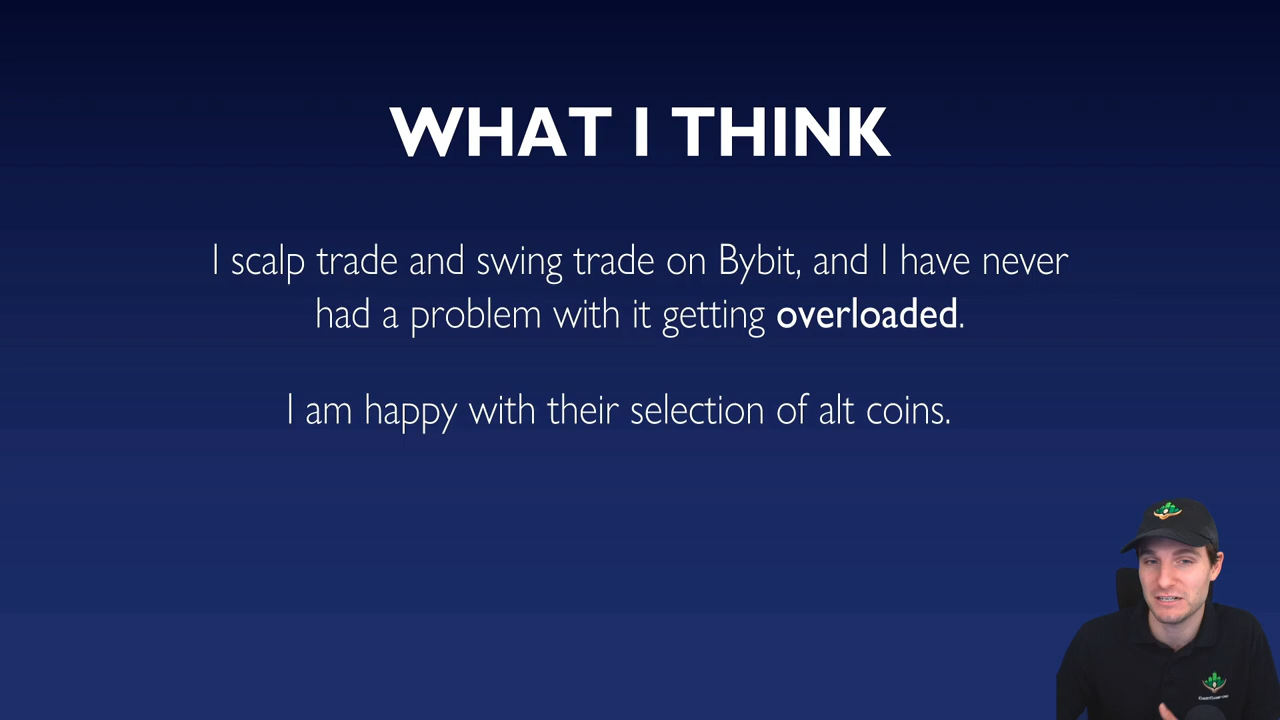 WHAT I THINK
I scalp trade and swing trade on Bybit, and I have never
had a problem with it getting overloaded.
I am happy with their selection of alt coins.